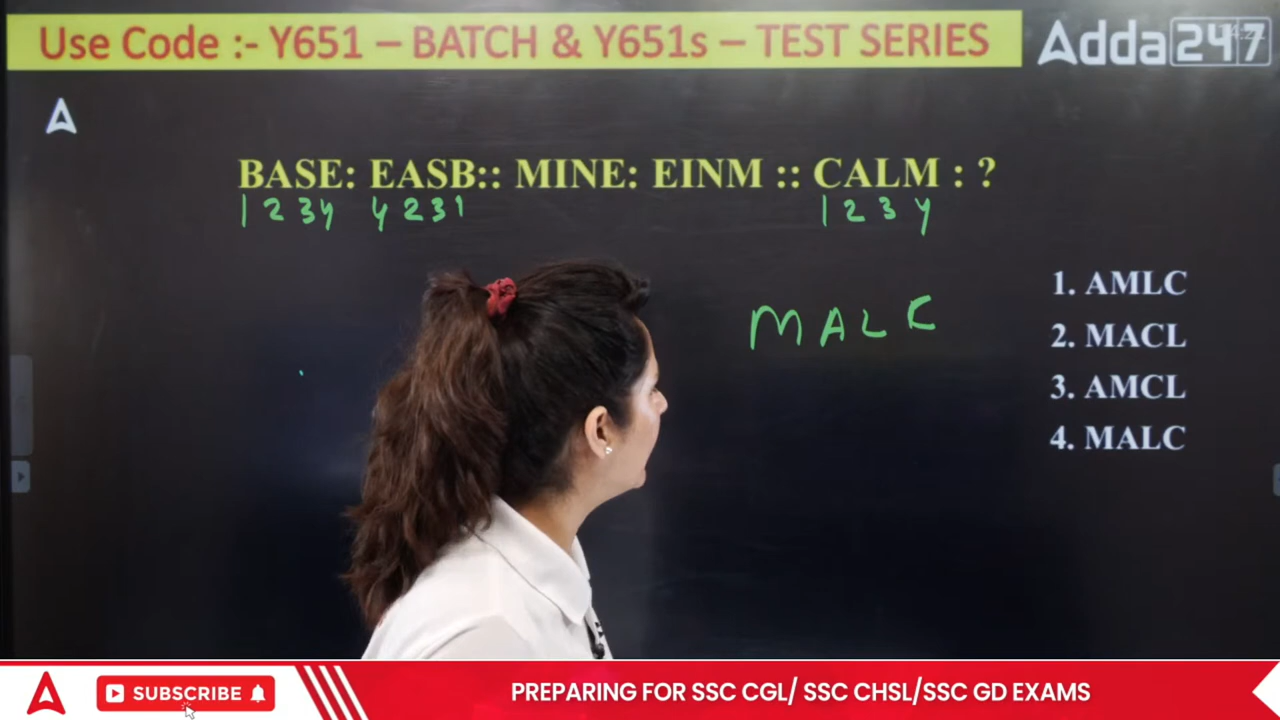 Use Code :- Y651 – BATCH & Y651s – TEST SERIES
Adda247
BASE: EASB:: MINE: EINM :: CALM : ?
1 2 3 4 4 2 3 1 1 2 3 4
1. AMLC
MALC
2. MACL
3. AMCL
4. MALC
SUBSCRIBE
PREPARING FOR SSC CGL/ SSC CHSL/SSC GD EXAMS